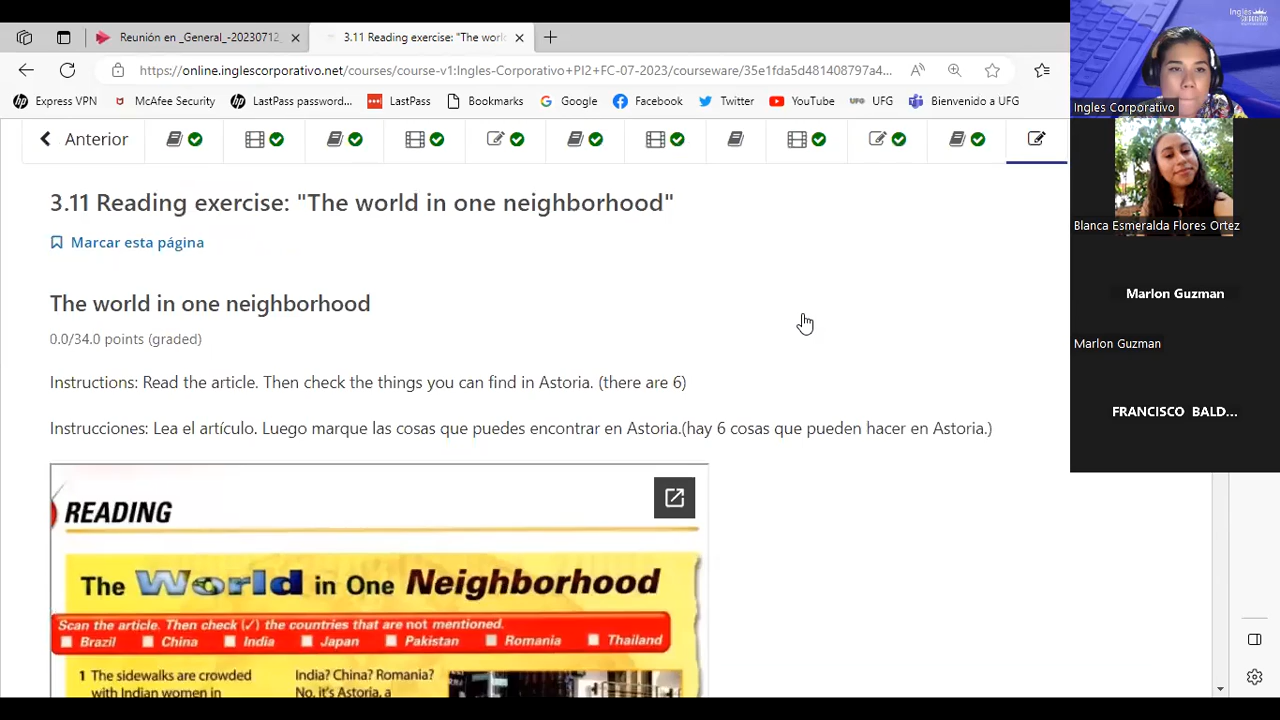 Reunión en _General_-20230712_
3.11 Reading exercise: "The worl
https://online.inglescorporativo.net/courses/course-v1:Ingles-Corporativo+PI2+FC-07-2023/courseware/35e1fda5d481408797a4...
Express VPN
McAfee Security
LastPass password...
LastPass
Bookmarks
Google
Facebook
Twitter
YouTube
UFG
Bienvenido a UFG
Anterior
3.11 Reading exercise: "The world in one neighborhood"
Marcar esta página
The world in one neighborhood
0.0/34.0 points (graded)
Instructions: Read the article. Then check the things you can find in Astoria. (there are 6)
Instrucciones: Lea el artículo. Luego marque las cosas que puedes encontrar en Astoria.(hay 6 cosas que pueden hacer en Astoria.)
READING
The World in One Neighborhood
Scan the article. Then check (✓) the countries that are not mentioned.
Brazil China India Japan Pakistan Romania Thailand
1 The sidewalks are crowded
with Indian women in
India? China? Romania?
No, it's Astoria, a
Ingles Corporativo
Blanca Esmeralda Flores Ortez
Marlon Guzman
Marlon Guzman
FRANCISCO BALD...